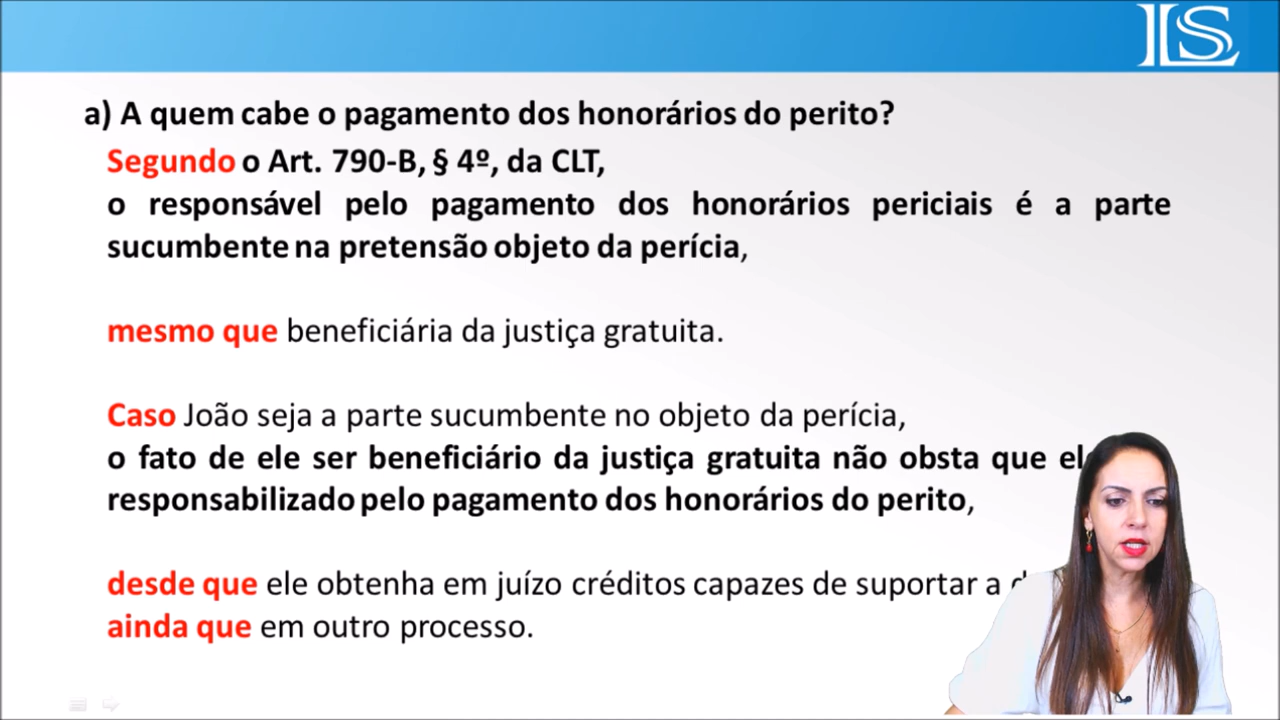 LS
a) A quem cabe o pagamento dos honorários do perito?
Segundo o Art. 790-B, § 4º, da CLT,
o responsável pelo pagamento dos honorários periciais é a parte
sucumbente na pretensão objeto da perícia,
mesmo que beneficiária da justiça gratuita.
Caso João seja a parte sucumbente no objeto da perícia,
o fato de ele ser beneficiário da justiça gratuita não obsta que
responsabilizado pelo pagamento dos honorários do perito,
desde que ele obtenha em juízo créditos capazes de suportar a
ainda que em outro processo.